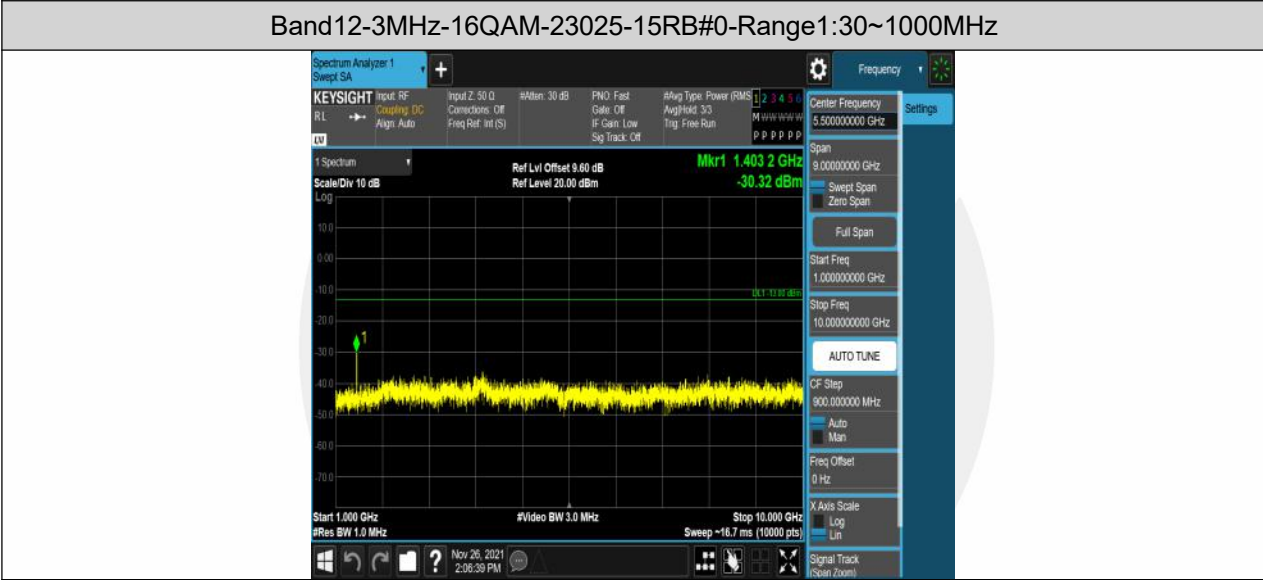 Band12-3MHz-16QAM-23025-15RB#0-Range1:30~1000MHz
Spectrum Analyzer 1
Swept SA
+
Frequency
KEYSIGHT
RL
Input: RF
Coupling: DC
Align: Auto
Input Z: 50 Ω
Corrections: Off
Freq Ref: Int (S)
#Atten: 30 dB
PNO: Fast
Gate: Off
IF Gain: Low
Sig Track: Off
#Avg Type: Power (RMS
Avg|Hold: 3/3
Trig: Free Run
1 2 3 4 5 6
M W W W W W
P P P P P P
1 Spectrum
Scale/Div 10 dB
Log
Ref Lvl Offset 9.60 dB
Ref Level 20.00 dBm
Mkr1 1.403 2 GHz
-30.32 dBm
10.0
0.00
-10.0
DL1 -13.00 dBm
-20.0
1
-30.0
-40.0
-50.0
-60.0
-70.0
Start 1.000 GHz
#Res BW 1.0 MHz
#Video BW 3.0 MHz
Stop 10.000 GHz
Sweep ~16.7 ms (10000 pts)
Center Frequency
5.500000000 GHz
Settings
Span
9.00000000 GHz
Swept Span
Zero Span
Full Span
Start Freq
1.000000000 GHz
Stop Freq
10.000000000 GHz
AUTO TUNE
CF Step
900.000000 MHz
Auto
Man
Freq Offset
0 Hz
X Axis Scale
Log
Lin
Signal Track
(Span Zoom)
?
Nov 26, 2021
2:06:39 PM